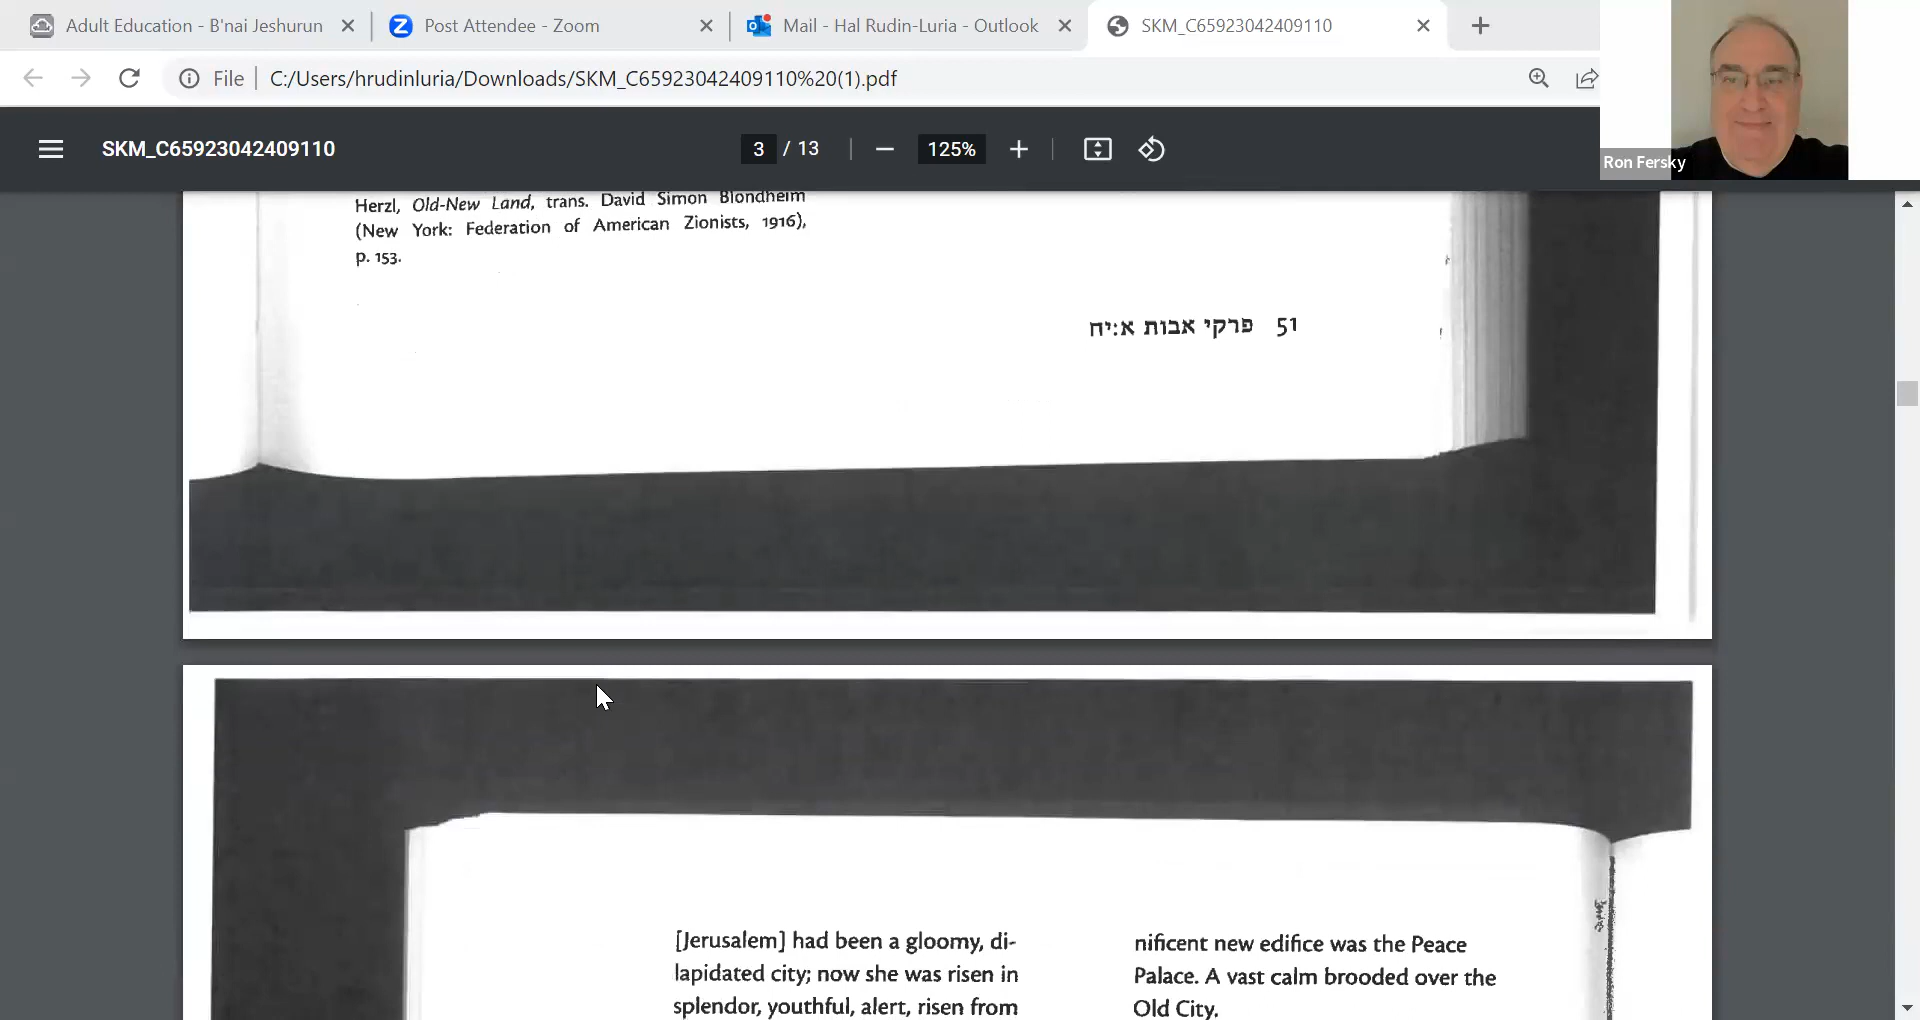 Adult Education - B'nai Jeshurun
Post Attendee - Zoom
Mail - Hal Rudin-Luria - Outlook
SKM_C65923042409110
File
C:/Users/hrudinluria/Downloads/SKM_C65923042409110%20(1).pdf
SKM_C65923042409110
3 / 13
125%
Ron Fersky
Herzl, Old-New Land, trans. David Simon Blondheim
(New York: Federation of American Zionists, 1916),
p. 153.
51 פרקי אבות א:יח
[Jerusalem] had been a gloomy, di-
lapidated city; now she was risen in
splendor, youthful, alert, risen from
nificent new edifice was the Peace
Palace. A vast calm brooded over the
Old City.